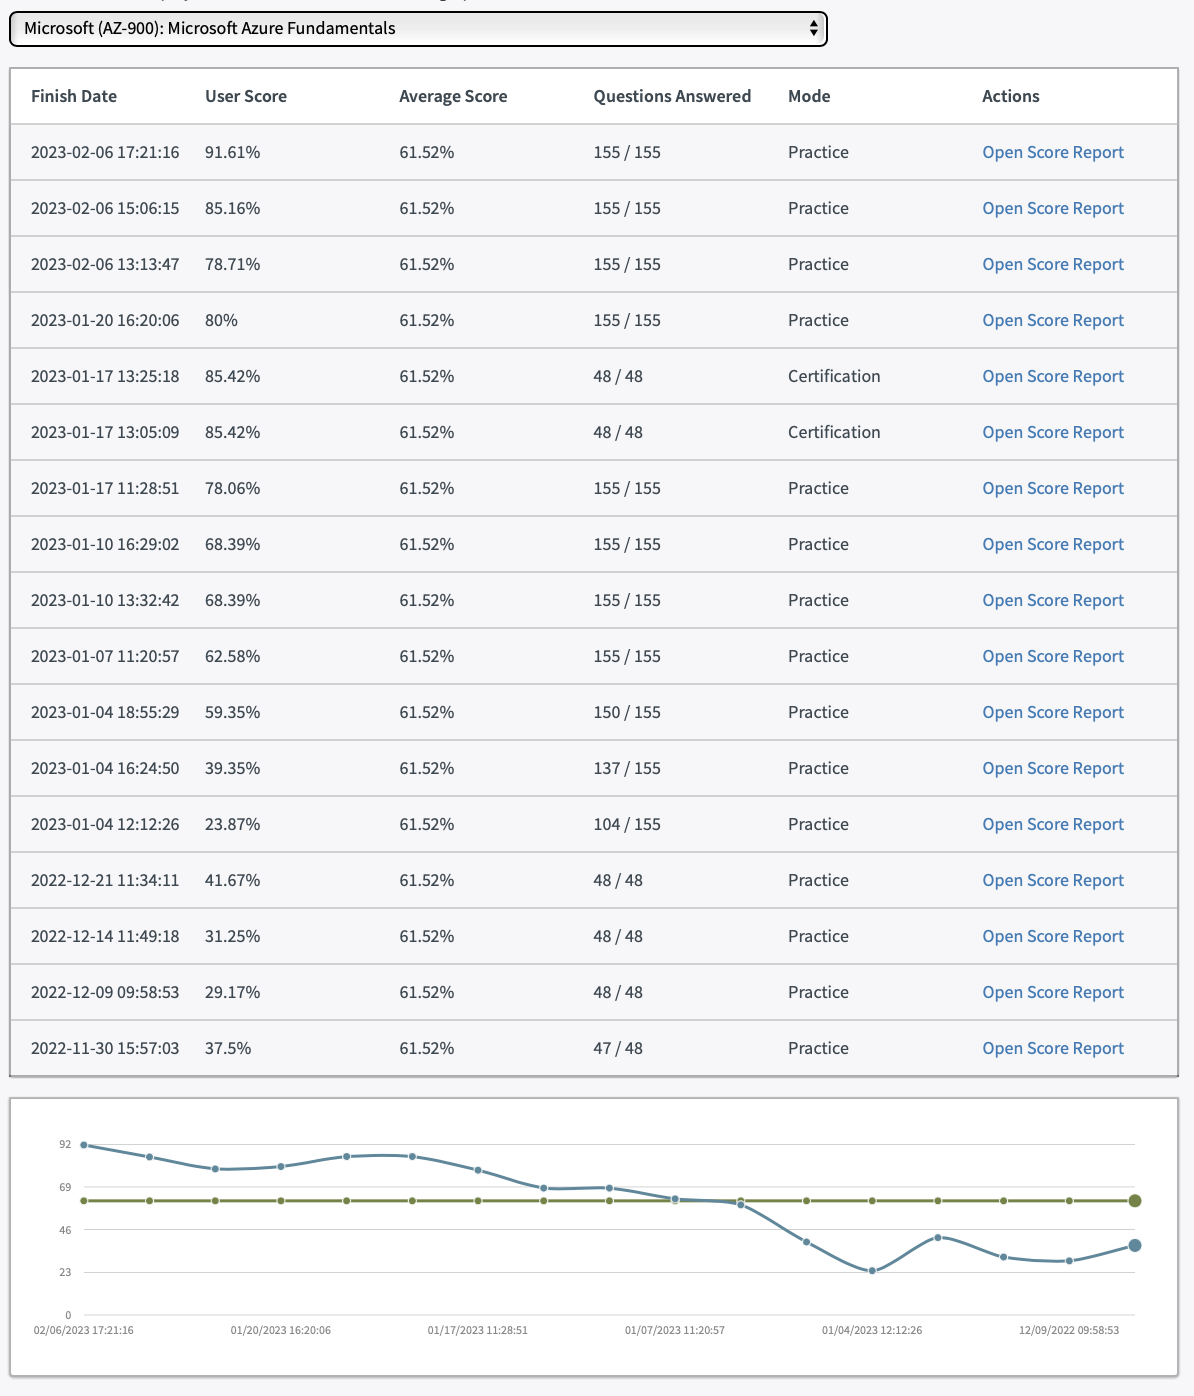 Microsoft (AZ-900): Microsoft Azure Fundamentals
Finish Date User Score Average Score Questions Answered Mode Actions
2023-02-06 17:21:16 91.61% 61.52% 155 / 155 Practice Open Score Report
2023-02-06 15:06:15 85.16% 61.52% 155 / 155 Practice Open Score Report
2023-02-06 13:13:47 78.71% 61.52% 155 / 155 Practice Open Score Report
2023-01-20 16:20:06 80% 61.52% 155 / 155 Practice Open Score Report
2023-01-17 13:25:18 85.42% 61.52% 48 / 48 Certification Open Score Report
2023-01-17 13:05:09 85.42% 61.52% 48 / 48 Certification Open Score Report
2023-01-17 11:28:51 78.06% 61.52% 155 / 155 Practice Open Score Report
2023-01-10 16:29:02 68.39% 61.52% 155 / 155 Practice Open Score Report
2023-01-10 13:32:42 68.39% 61.52% 155 / 155 Practice Open Score Report
2023-01-07 11:20:57 62.58% 61.52% 155 / 155 Practice Open Score Report
2023-01-04 18:55:29 59.35% 61.52% 150 / 155 Practice Open Score Report
2023-01-04 16:24:50 39.35% 61.52% 137 / 155 Practice Open Score Report
2023-01-04 12:12:26 23.87% 61.52% 104 / 155 Practice Open Score Report
2022-12-21 11:34:11 41.67% 61.52% 48 / 48 Practice Open Score Report
2022-12-14 11:49:18 31.25% 61.52% 48 / 48 Practice Open Score Report
2022-12-09 09:58:53 29.17% 61.52% 48 / 48 Practice Open Score Report
2022-11-30 15:57:03 37.5% 61.52% 47 / 48 Practice Open Score Report
92
69
46
23
0
02/06/2023 17:21:16 01/20/2023 16:20:06 01/17/2023 11:28:51 01/07/2023 11:20:57 01/04/2023 12:12:26 12/09/2022 09:58:53